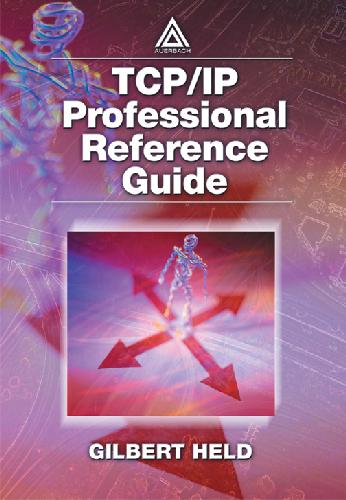 AUERBACH
TCP/IP
Professional
Reference
Guide
GILBERT HELD